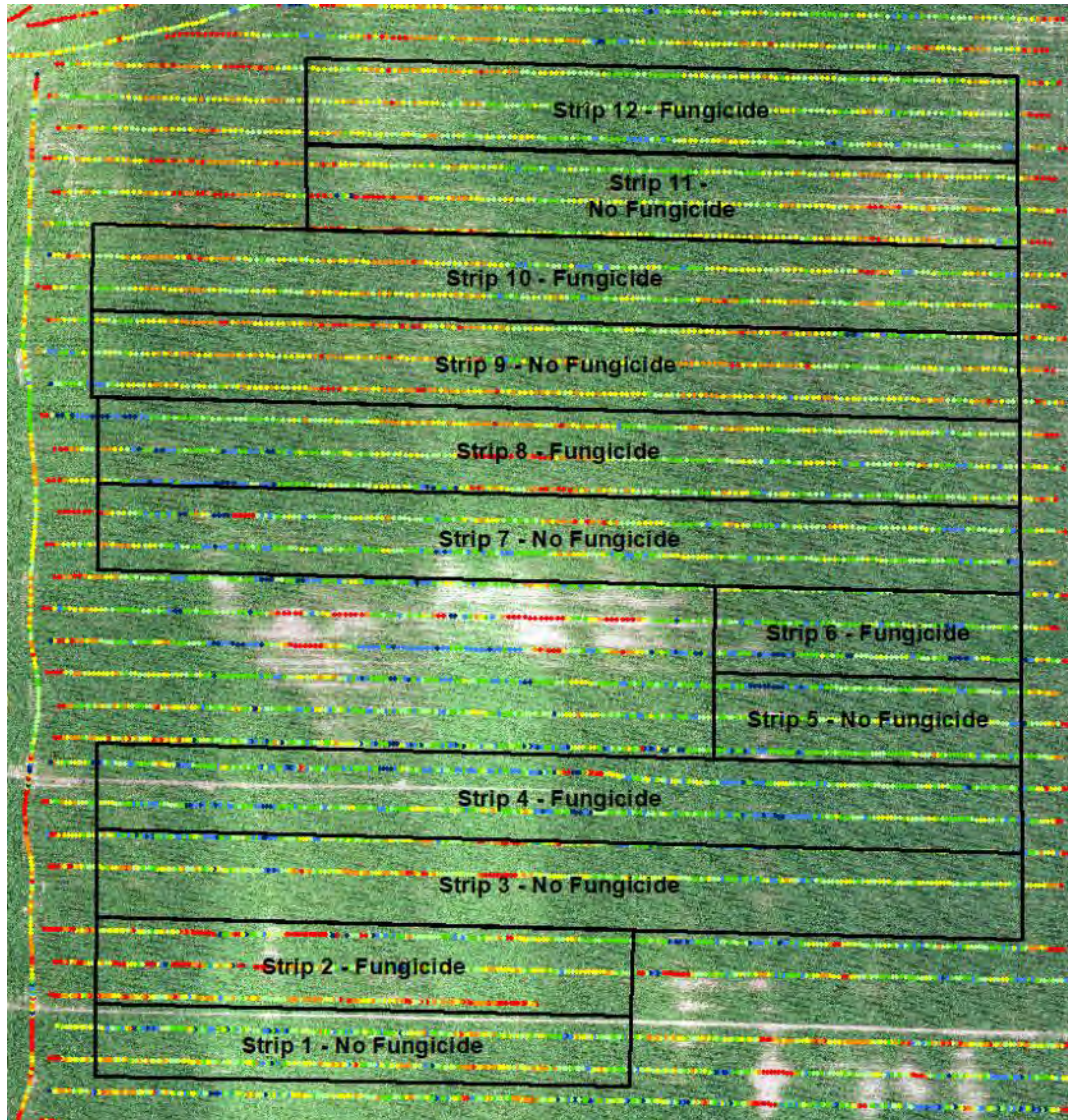 Strip 12 - Fungicide
Strip 11 -
No Fungicide
Strip 10 - Fungicide
Strip 9 - No Fungicide
Strip 8 - Fungicide
Strip 7 - No Fungicide
Strip 6 - Fungicide
Strip 5 - No Fungicide
Strip 4 - Fungicide
Strip 3 - No Fungicide
Strip 2 - Fungicide
Strip 1 - No Fungicide